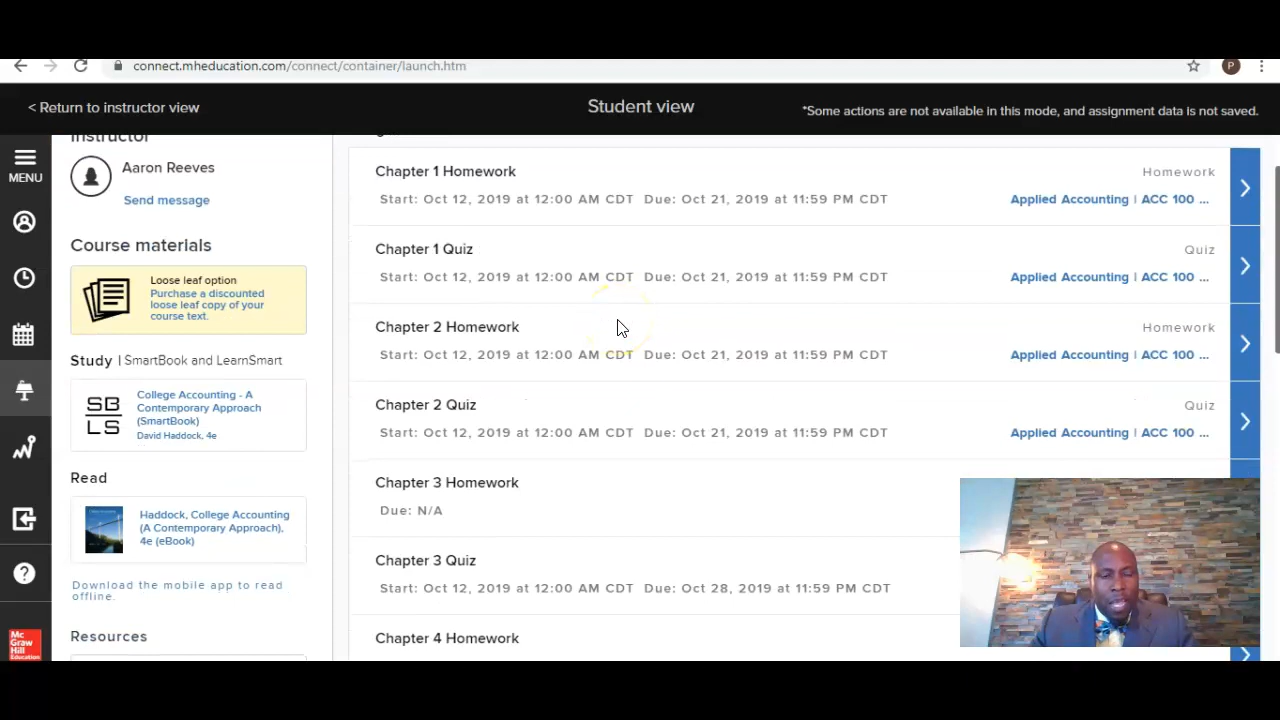 connect.mheducation.com/connect/container/launch.htm
P
< Return to instructor view
Student view
*Some actions are not available in this mode, and assignment data is not saved.
MENU
Instructor
Aaron Reeves
Send message
Course materials
Loose leaf option
Purchase a discounted
loose leaf copy of your
course text.
Study | SmartBook and LearnSmart
SB
LS
College Accounting - A
Contemporary Approach
(SmartBook)
David Haddock, 4e
Read
Haddock, College Accounting
(A Contemporary Approach),
4e (eBook)
Download the mobile app to read
offline.
Resources
Mc
Graw
Hill
Education
Chapter 1 Homework
Homework
Start: Oct 12, 2019 at 12:00 AM CDT Due: Oct 21, 2019 at 11:59 PM CDT
Applied Accounting | ACC 100 ...
Chapter 1 Quiz
Quiz
Start: Oct 12, 2019 at 12:00 AM CDT Due: Oct 21, 2019 at 11:59 PM CDT
Applied Accounting | ACC 100 ...
Chapter 2 Homework
Homework
Start: Oct 12, 2019 at 12:00 AM CDT Due: Oct 21, 2019 at 11:59 PM CDT
Applied Accounting | ACC 100 ...
Chapter 2 Quiz
Quiz
Start: Oct 12, 2019 at 12:00 AM CDT Due: Oct 21, 2019 at 11:59 PM CDT
Applied Accounting | ACC 100 ...
Chapter 3 Homework
Due: N/A
Chapter 3 Quiz
Start: Oct 12, 2019 at 12:00 AM CDT Due: Oct 28, 2019 at 11:59 PM CDT
Chapter 4 Homework